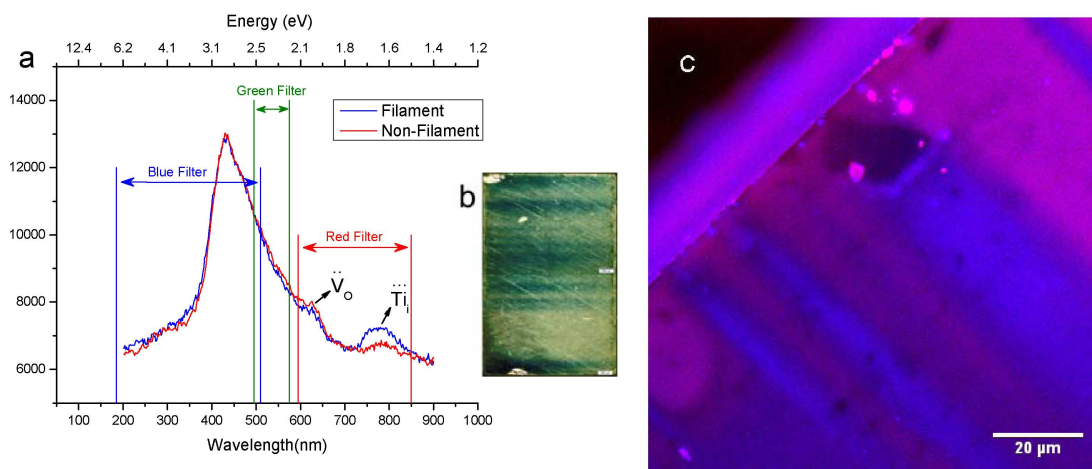 Energy (eV)
12.4 6.2 4.1 3.1 2.5 2.1 1.8 1.6 1.4 1.2
a
14000
12000
10000
8000
6000
Green Filter
Filament
Non-Filament
Blue Filter
Red Filter
V̈
O
T⃛i
i
100 200 300 400 500 600 700 800 900 1000
Wavelength(nm)
b
c
20 µm